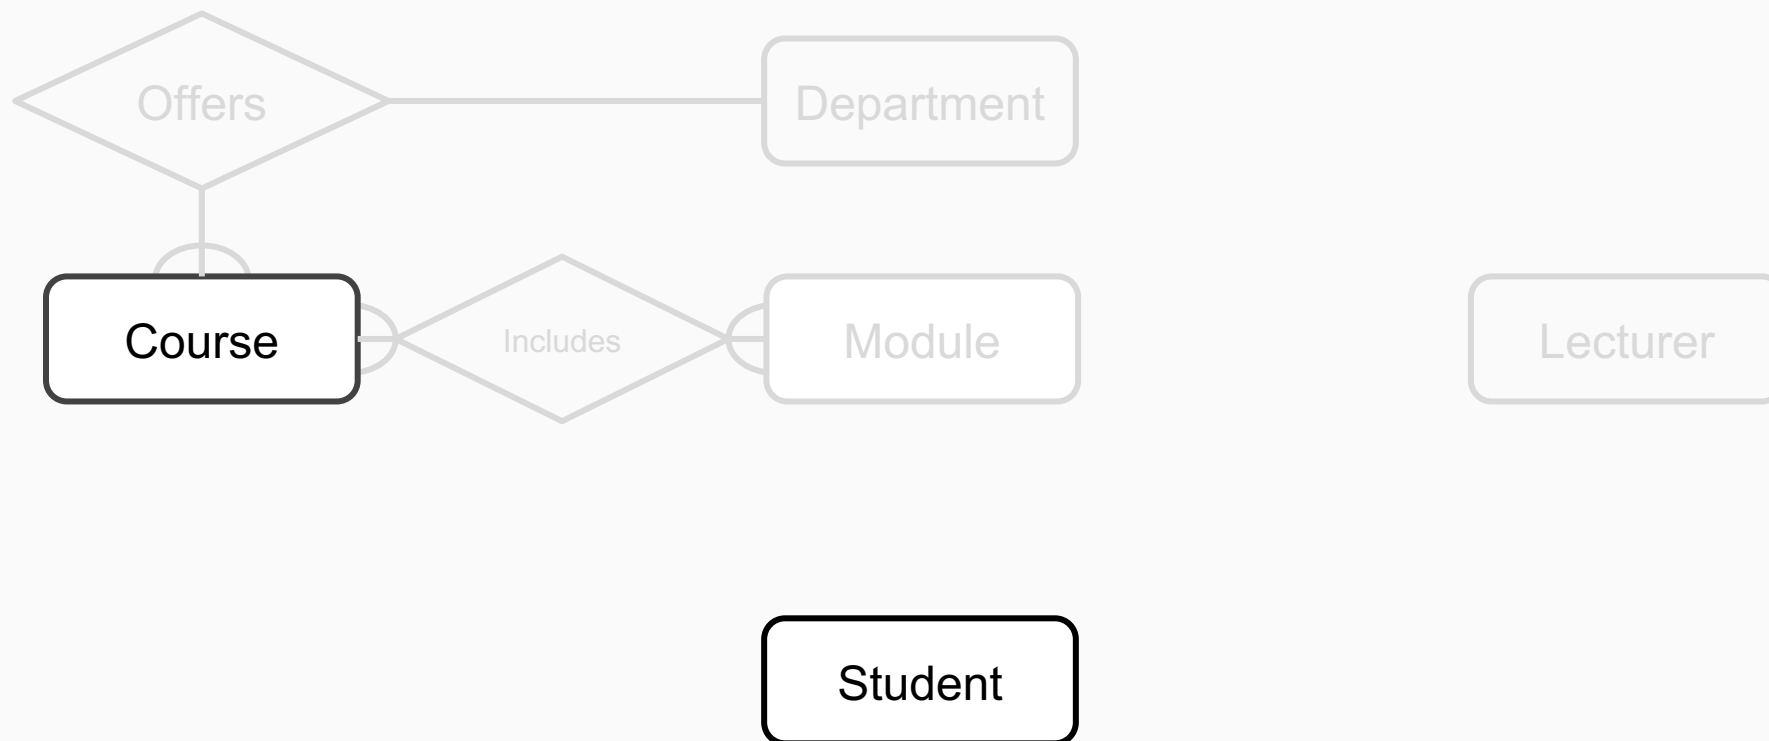 Offers
Department
Course
Includes
Module
Lecturer
Student